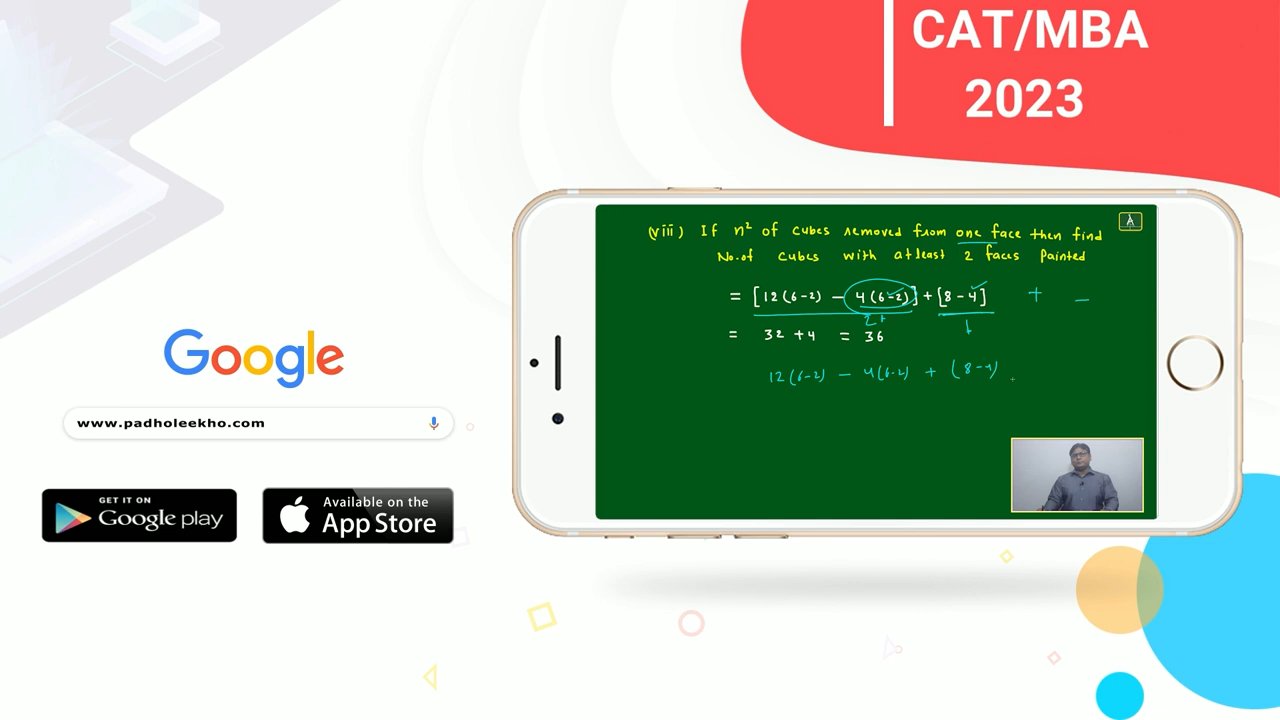 CAT/MBA
2023
(viii) If n² of cubes removed from one face then find
No. of cubes with atleast 2 faces Painted
= [12(6-2) - 4(6-2)] + [8-4] + -
= 32 + 4 = 36
12(6-2) - 4(6-2) + (8-4)
Google
www.padholeekho.com
GET IT ON
Google play
Available on the
App Store